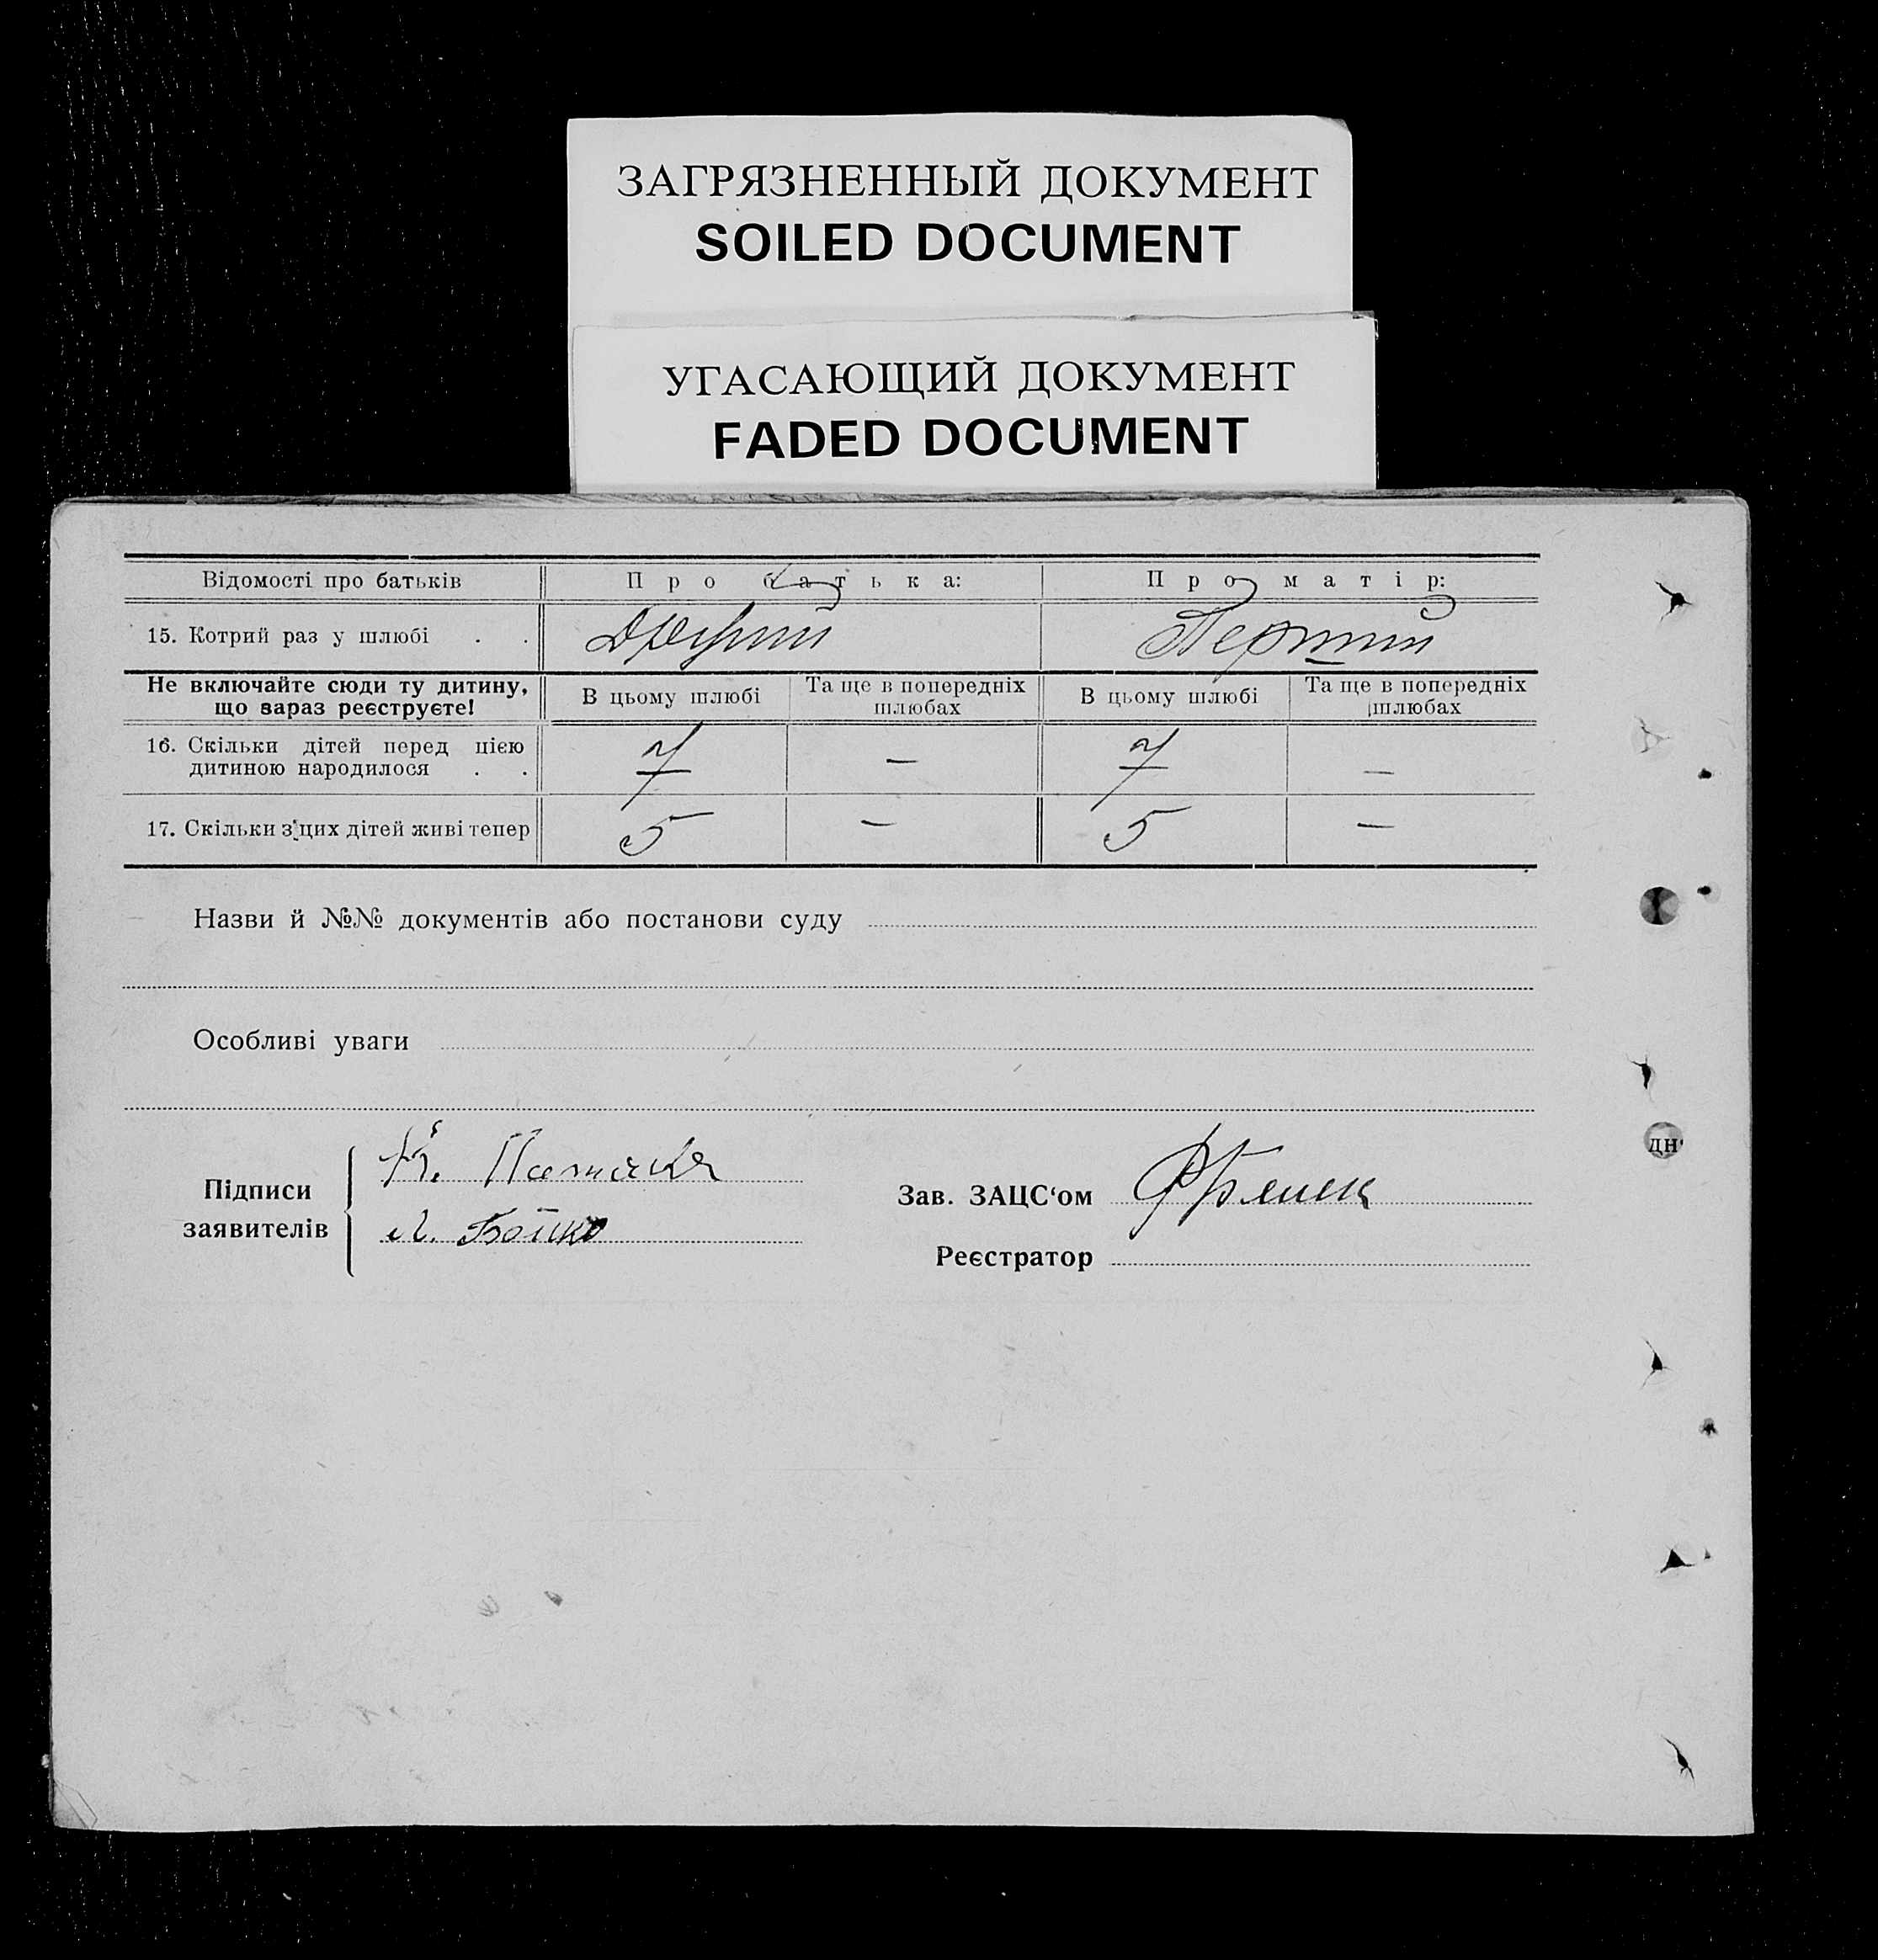 ЗАГРЯЗНЕННЫЙ ДОКУМЕНТ
SOILED DOCUMENT
УГАСАЮЩИЙ ДОКУМЕНТ
FADED DOCUMENT
Відомості про батьків Про батька: Про матір:
15. Котрий раз у шлюбі . . Другий Перший
Не включайте сюди ту дитину, що вараз реєструєте! В цьому шлюбі Та ще в попередніх шлюбах В цьому шлюбі Та ще в попередніх шлюбах
16. Скільки дітей перед цією дитиною народилося . . 7 — 7 —
17. Скільки з'цих дітей живі тепер 5 — 5 —
Назви й №№ документів або постанови суду
Особливі уваги
Підписи заявителів
Л. Бойко
Зав. ЗАЦС‘ом
Реєстратор
дн